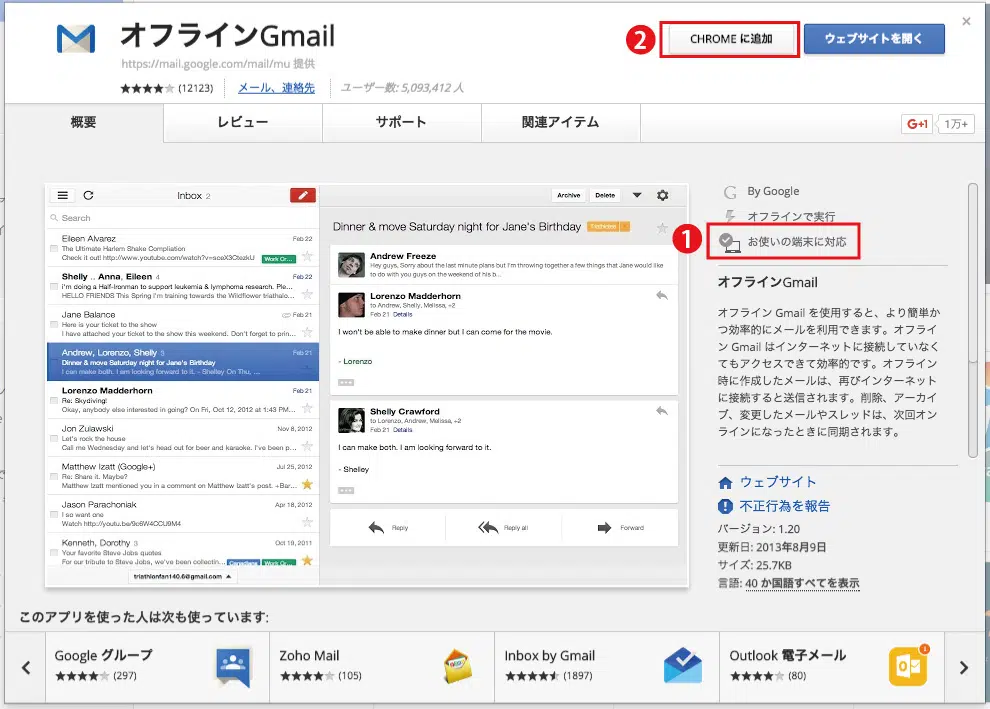 オフラインGmail
https://mail.google.com/mail/mu 提供
★★★★★ (12123) メール、連絡先 ユーザー数: 5,093,412 人
2 CHROME に追加 ウェブサイトを開く
×
概要 レビュー サポート 関連アイテム
G+1 1万+
Inbox 2
Search
Eileen Alvarez Feb 22
The Ultimate Harlem Shake Compilation
Check it out! http://www.youtube.com/watch?v=sceX3CtezkU Work Or...
Shelly .. Anna, Eileen 4 Feb 22
I'm doing a Half-Ironman to support leukemia & lymphoma research. Ple...
HELLO FRIENDS This Spring I'm training towards the Wildflower triathalo...
Jane Balance Feb 21
Here is your ticket to the show
I have attached your ticket to the show this weekend. Don't forget to prin...
Andrew, Lorenzo, Shelly 5 Feb 21
Dinner & move Saturday night for Jane's Birthday
I can make both. I am looking forward to it. - Shelley On Thu, ...
Lorenzo Madderhorn Feb 21
Re: Skydiving!
Okay, anybody else interested in going? On Fri, Oct 12, 2012 at 1:43 PM...
Jon Zulawski Nov 8, 2012
Let's rock the house
Call me Wednesday and let's head out for beer and karaoke. I've been p...
Matthew Izatt (Google+) Jul 25, 2012
Re: Share it. Maybe?
Matthew Izatt mentioned you in a comment on Matthew Izatt's post. +Bar...
Jason Parachoniak Apr 18, 2012
I so want one
Watch http://youtu.be/9c6W4CCU9M4
Kenneth, Dorothy 3 Oct 19, 2011
Your favorite Steve Jobs quotes
For our tribute to Steve Jobs, we've been collectin... Work Or...
triathlonfan140.6@gmail.com
Archive Delete
Dinner & move Saturday night for Jane's Birthday
Andrew Freeze
Hey guys, Sorry about the last minute plans but I'm throwing together a few things that Jane would like
to do with you guys on the weekend of his b...
Lorenzo Madderhorn
to Andrew, Shelly, Melissa, +2
Feb 21 Details
I won't be able to make dinner but I can come for the movie.
- Lorenzo
Shelly Crawford
to Lorenzo, Andrew, Melissa, +2
Feb 21 Details
I can make both. I am looking forward to it.
- Shelley
Reply Reply all Forward
G By Google
オフラインで実行
1 お使いの端末に対応
オフラインGmail
オフライン Gmail を使用すると、より簡単か
つ効率的にメールを利用できます。オフライ
ン Gmail はインターネットに接続していなく
てもアクセスできて効率的です。オフライン
時に作成したメールは、再びインターネット
に接続すると送信されます。削除、アーカイ
ブ、変更したメールやスレッドは、次回オン
ラインになったときに同期されます。
ウェブサイト
不正行為を報告
バージョン: 1.20
更新日: 2013年8月9日
サイズ: 25.7KB
言語: 40 か国語すべてを表示
このアプリを使った人は次も使っています:
Google グループ
★★★★★ (297)
Zoho Mail
★★★★★ (105)
Inbox by Gmail
★★★★★ (1897)
Outlook 電子メール
★★★★★ (80)
1